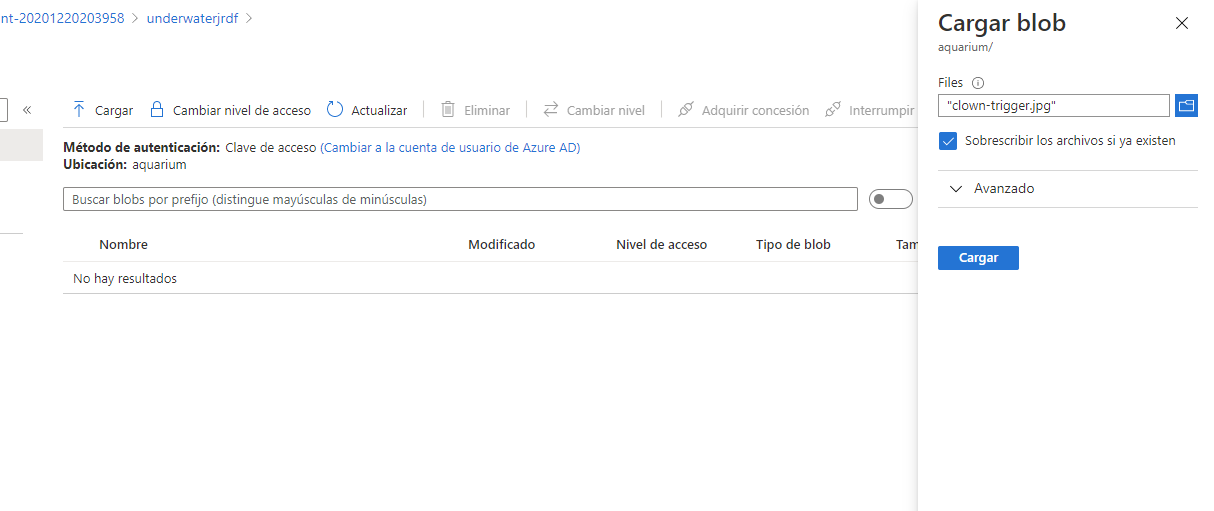 nt-20201220203958 > underwaterjrdf >
Cargar blob
aquarium/
Cargar Cambiar nivel de acceso Actualizar Eliminar Cambiar nivel Adquirir concesión Interrumpir
Método de autenticación: Clave de acceso (Cambiar a la cuenta de usuario de Azure AD)
Ubicación: aquarium
Buscar blobs por prefijo (distingue mayúsculas de minúsculas)
Nombre Modificado Nivel de acceso Tipo de blob Tam
No hay resultados
Files
"clown-trigger.jpg"
Sobrescribir los archivos si ya existen
Avanzado
Cargar